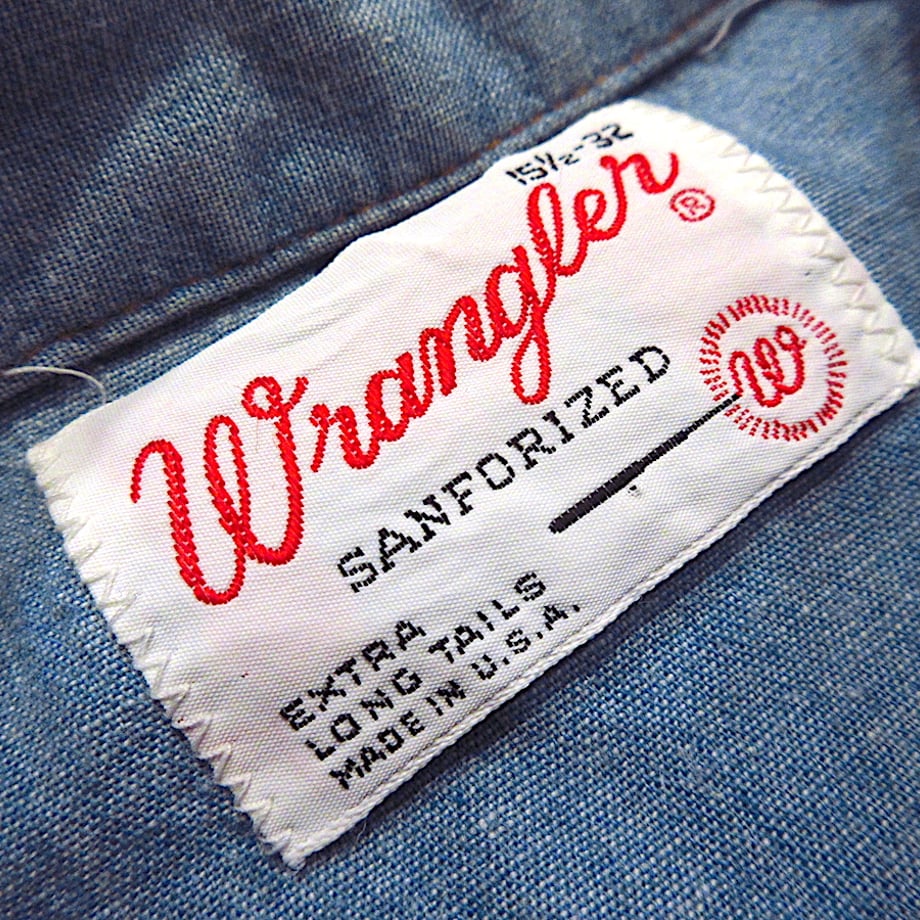 15½-32
Wrangler®
SANFORIZED
W
EXTRA
LONG TAILS
MADE IN U.S.A.